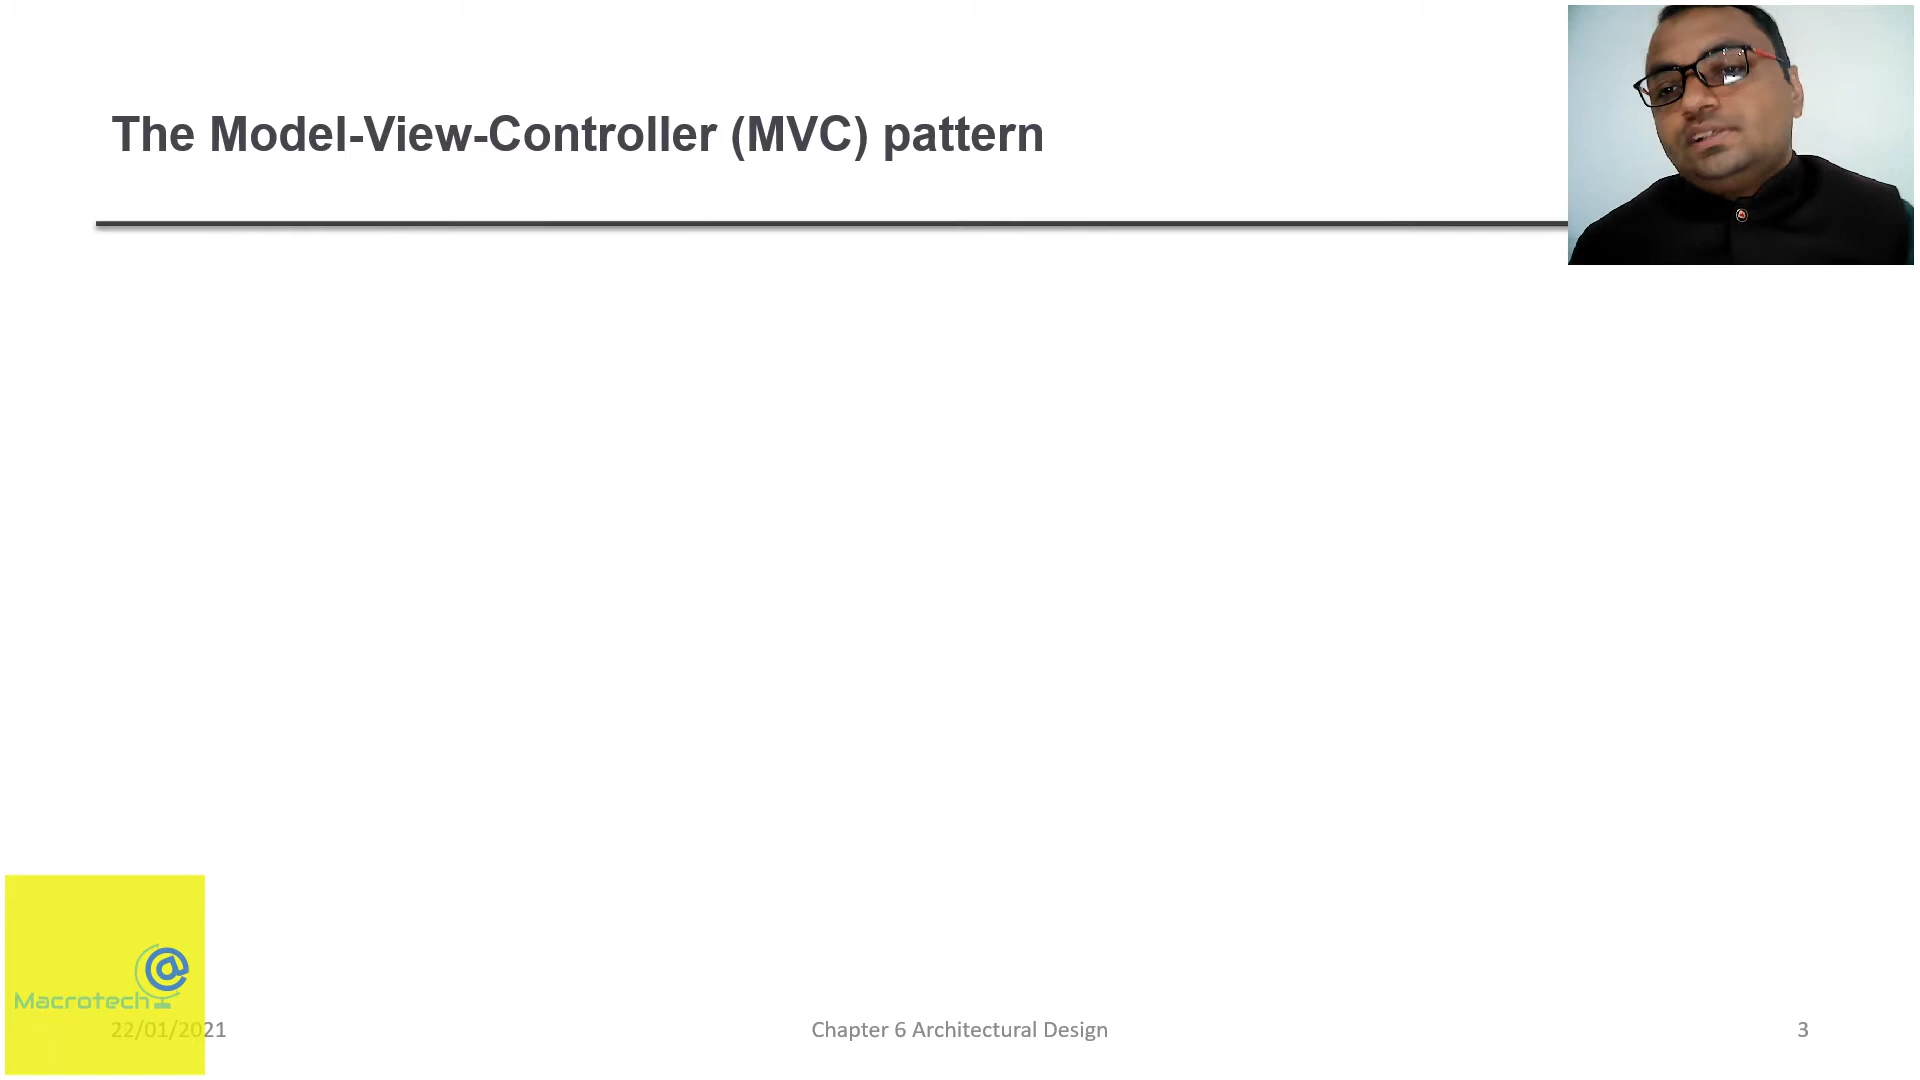 The Model-View-Controller (MVC) pattern
@
Macrotech
22/01/2021
Chapter 6 Architectural Design
3